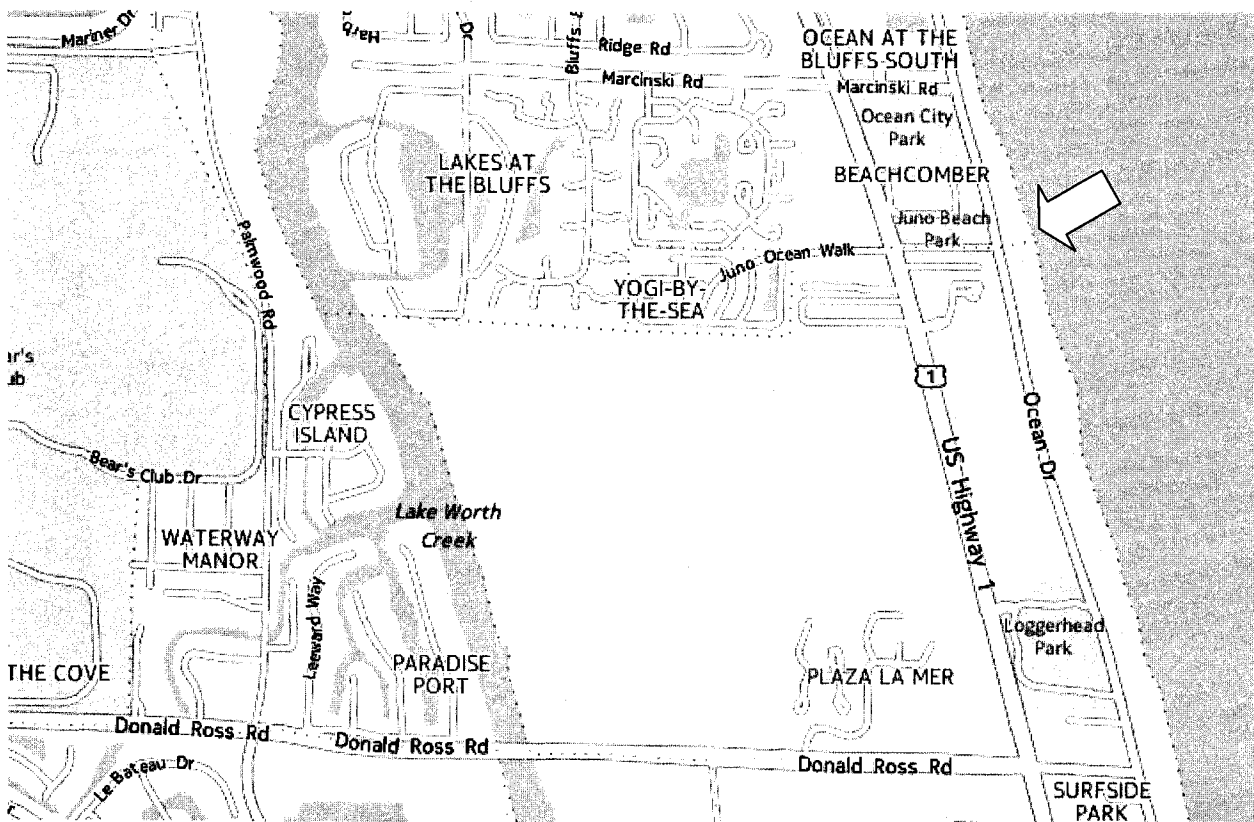 Mariner Dr
Harb
Dr
Bluffs
Ridge Rd
Marcinski Rd
OCEAN AT THE
BLUFFS SOUTH
Marcinski Rd
Ocean City
Park
LAKES AT
THE BLUFFS
BEACHCOMBER
Juno Beach
Park
Palmwood Rd
Juno Ocean Walk
YOGI-BY-
THE-SEA
1
CYPRESS
ISLAND
Ocean Dr
Bear's Club Dr
US Highway 1
Lake Worth
Creek
WATERWAY
MANOR
Leeward Way
Loggerhead
Park
THE COVE
PARADISE
PORT
PLAZA LA MER
Donald Ross Rd
Donald Ross Rd
Donald Ross Rd
Le Bateau Dr
SURFSIDE
PARK